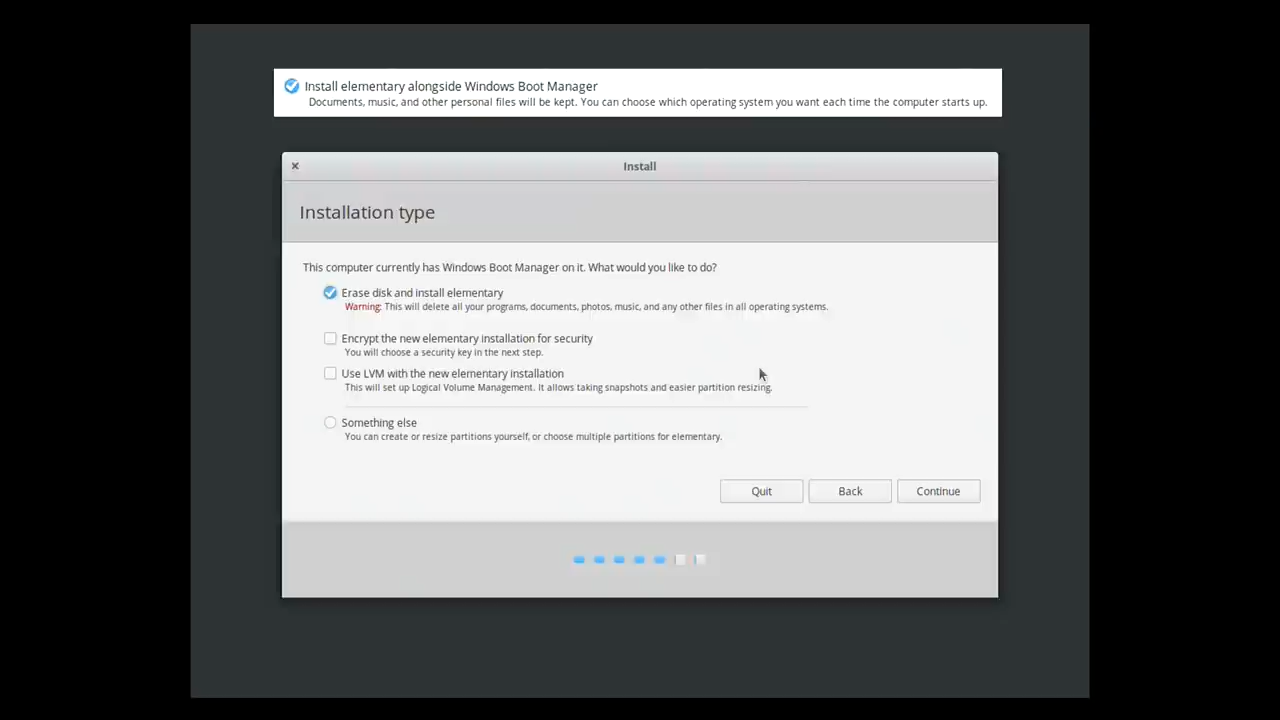 Install elementary alongside Windows Boot Manager
Documents, music, and other personal files will be kept. You can choose which operating system you want each time the computer starts up.
Install
Installation type
This computer currently has Windows Boot Manager on it. What would you like to do?
Erase disk and install elementary
Warning: This will delete all your programs, documents, photos, music, and any other files in all operating systems.
Encrypt the new elementary installation for security
You will choose a security key in the next step.
Use LVM with the new elementary installation
This will set up Logical Volume Management. It allows taking snapshots and easier partition resizing.
Something else
You can create or resize partitions yourself, or choose multiple partitions for elementary.
Quit Back Continue